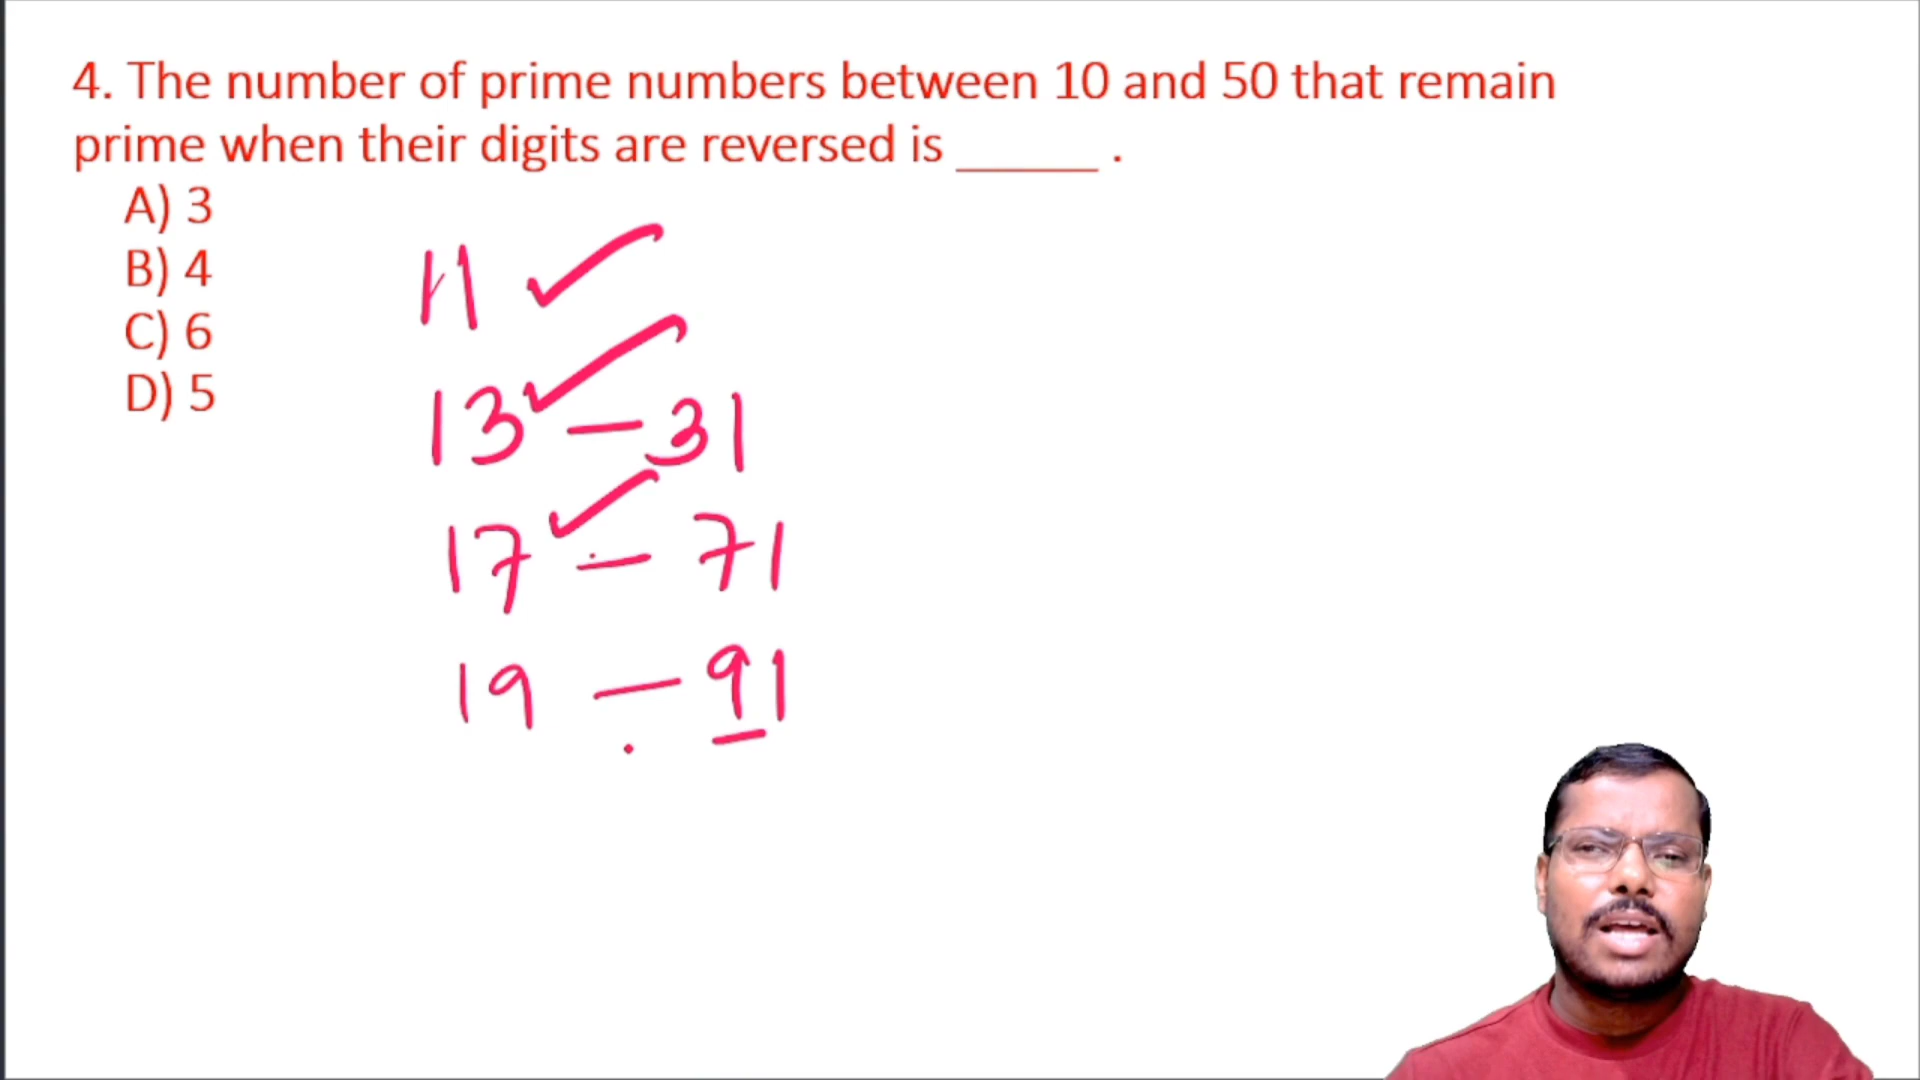 4. The number of prime numbers between 10 and 50 that remain
prime when their digits are reversed is ______ .
A) 3
B) 4
C) 6
D) 5
11 ✓
13 ✓ – 31
17 ✓ – 71
19 – 91